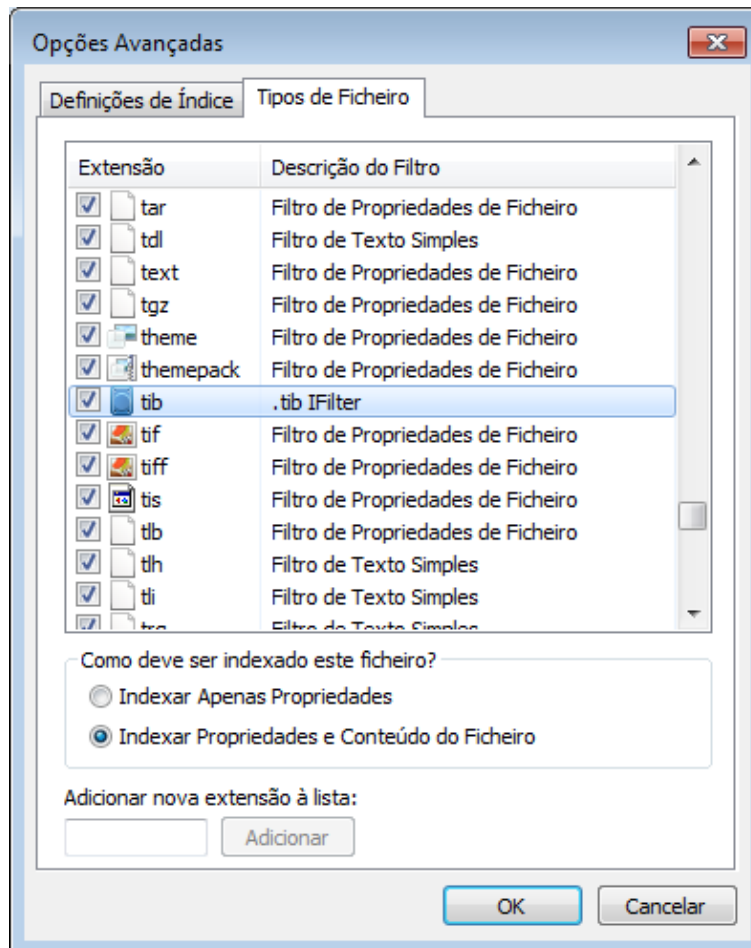 Opções Avançadas
Definições de Índice Tipos de Ficheiro
Extensão Descrição do Filtro
tar Filtro de Propriedades de Ficheiro
tdl Filtro de Texto Simples
text Filtro de Propriedades de Ficheiro
tgz Filtro de Propriedades de Ficheiro
theme Filtro de Propriedades de Ficheiro
themepack Filtro de Propriedades de Ficheiro
tib .tib IFilter
tif Filtro de Propriedades de Ficheiro
tiff Filtro de Propriedades de Ficheiro
tis Filtro de Propriedades de Ficheiro
tlb Filtro de Propriedades de Ficheiro
tlh Filtro de Texto Simples
tli Filtro de Texto Simples
Filtro de Texto Simples
Como deve ser indexado este ficheiro?
Indexar Apenas Propriedades
Indexar Propriedades e Conteúdo do Ficheiro
Adicionar nova extensão à lista:
Adicionar
OK Cancelar